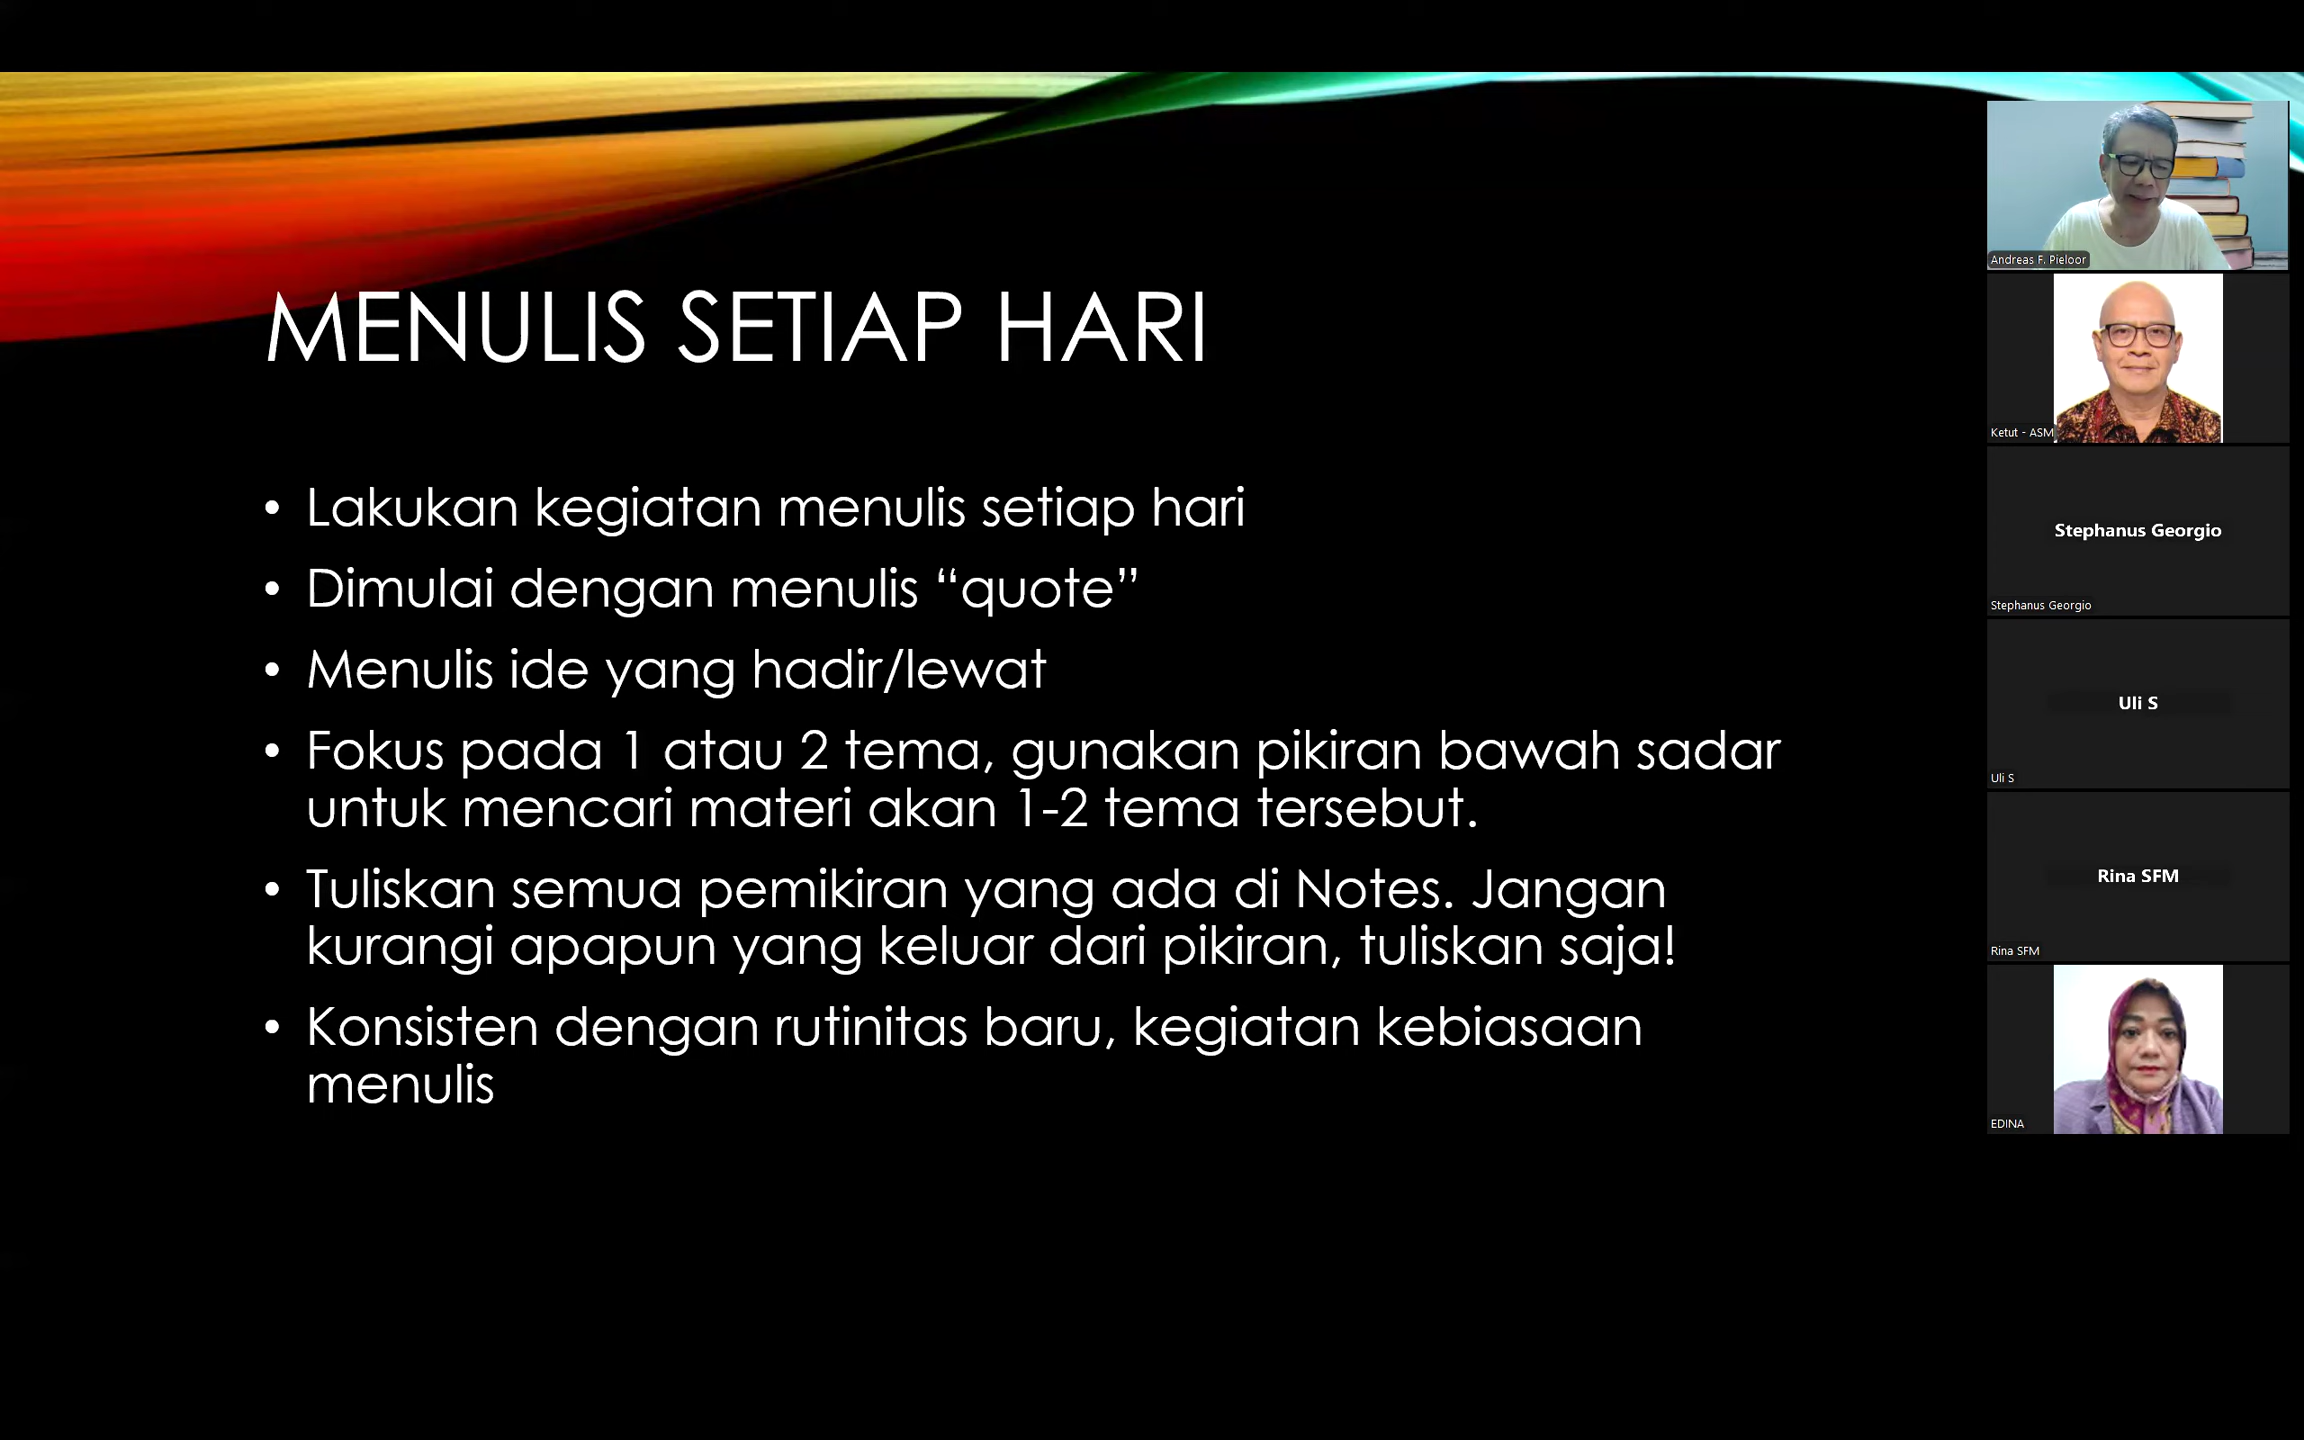 MENULIS SETIAP HARI
• Lakukan kegiatan menulis setiap hari
• Dimulai dengan menulis “quote”
• Menulis ide yang hadir/lewat
• Fokus pada 1 atau 2 tema, gunakan pikiran bawah sadar
untuk mencari materi akan 1-2 tema tersebut.
• Tuliskan semua pemikiran yang ada di Notes. Jangan
kurangi apapun yang keluar dari pikiran, tuliskan saja!
• Konsisten dengan rutinitas baru, kegiatan kebiasaan
menulis
Andreas F. Pieloor
Ketut - ASM
Stephanus Georgio
Stephanus Georgio
Uli S
Uli S
Rina SFM
Rina SFM
EDINA